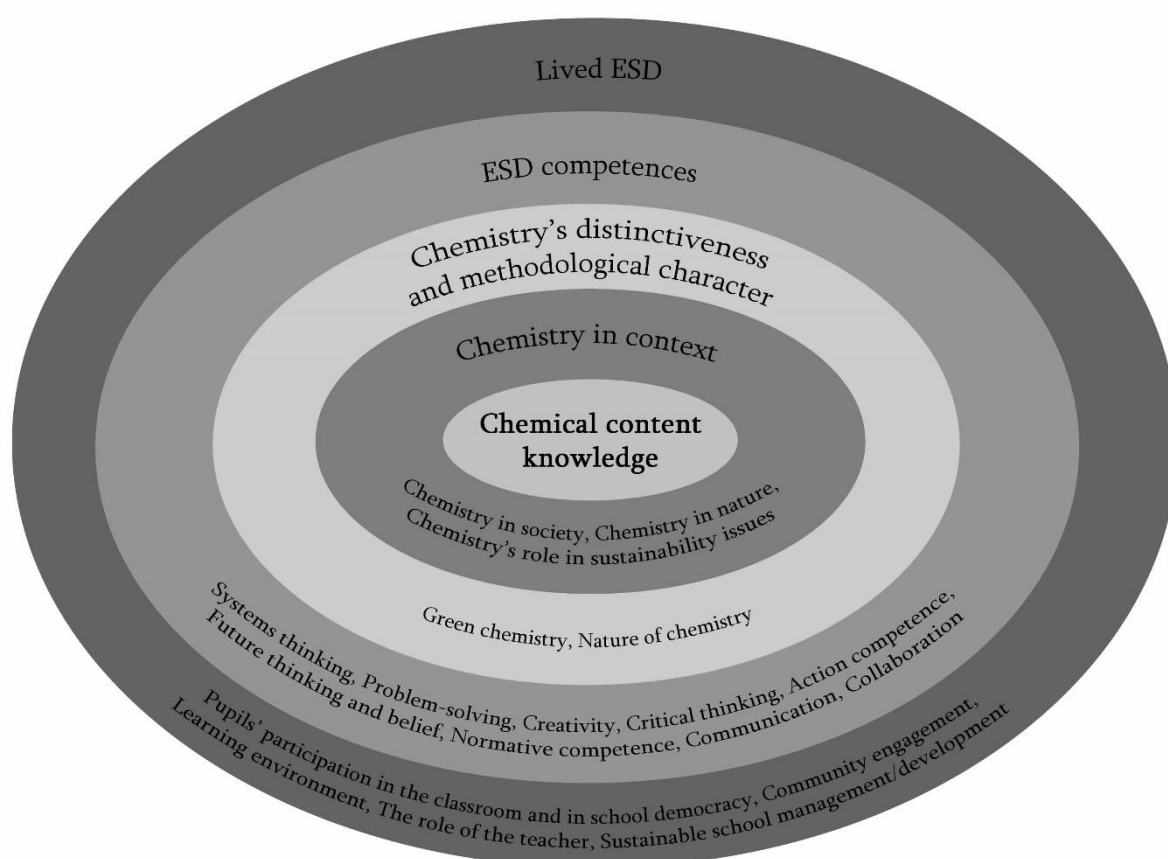 Lived ESD
ESD competences
Chemistry’s distinctiveness
and methodological character
Chemistry in context
Chemical content
knowledge
Chemistry in society, Chemistry in nature,
Chemistry’s role in sustainability issues
Green chemistry, Nature of chemistry
Systems thinking, Problem-solving, Creativity, Critical thinking, Action competence,
Future thinking and belief, Normative competence, Communication, Collaboration
Pupils’ participation in the classroom and in school democracy, Community engagement,
Learning environment, The role of the teacher, Sustainable school management/development